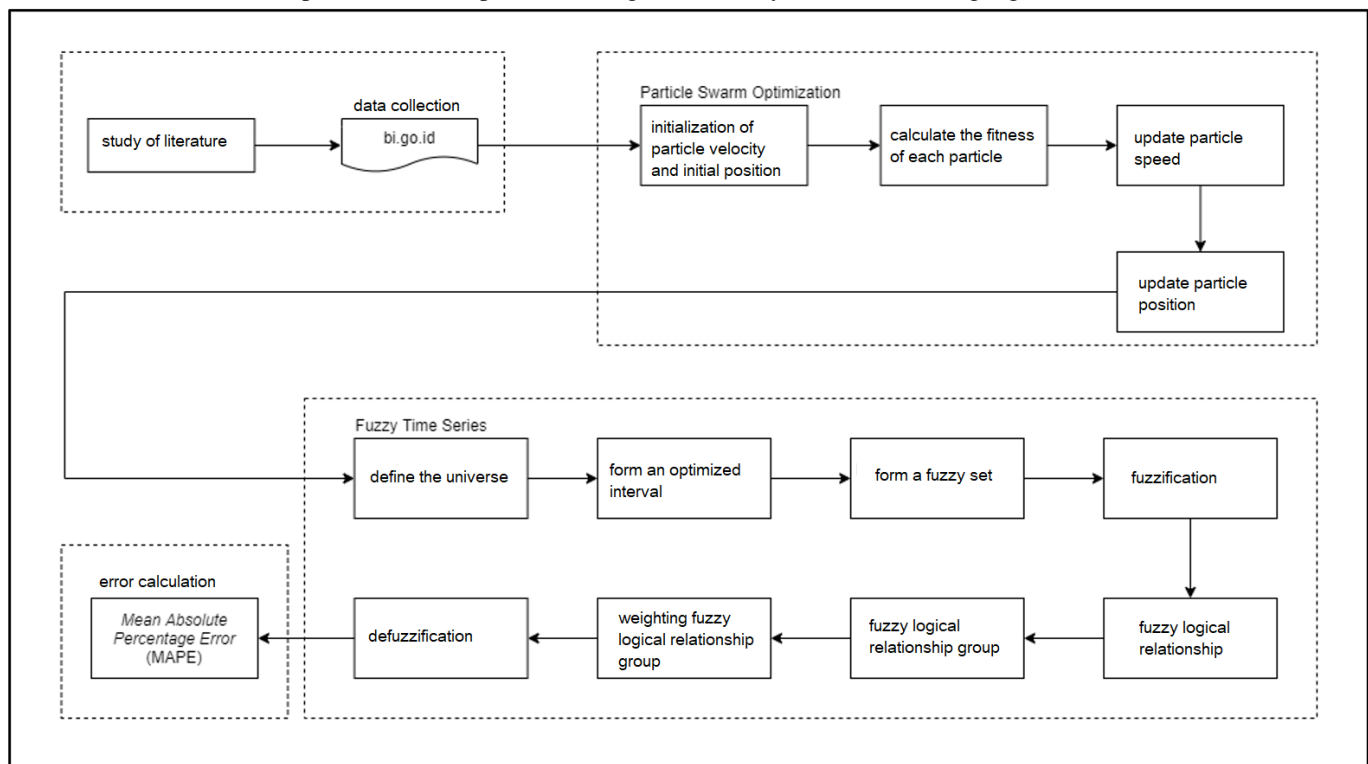 data collection
study of literature
bi.go.id
Particle Swarm Optimization
initialization of
particle velocity
and initial position
calculate the fitness
of each particle
update particle
speed
update particle
position
Fuzzy Time Series
define the universe
form an optimized
interval
form a fuzzy set
fuzzification
fuzzy logical
relationship
fuzzy logical
relationship group
weighting fuzzy
logical relationship
group
defuzzification
error calculation
Mean Absolute
Percentage Error
(MAPE)